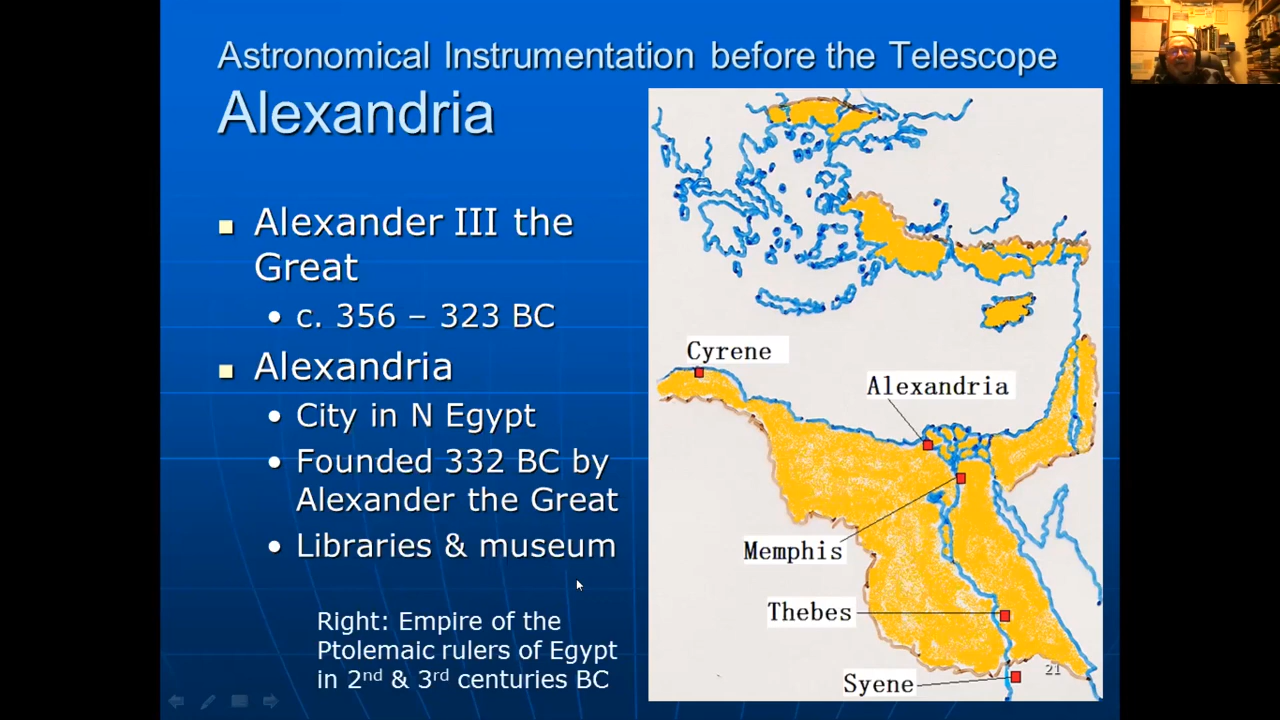 Astronomical Instrumentation before the Telescope
Alexandria
Alexander III the
Great
c. 356 – 323 BC
Alexandria
City in N Egypt
Founded 332 BC by
Alexander the Great
Libraries & museum
Right: Empire of the
Ptolemaic rulers of Egypt
in 2nd & 3rd centuries BC
Cyrene
Alexandria
Memphis
Thebes
Syene
21